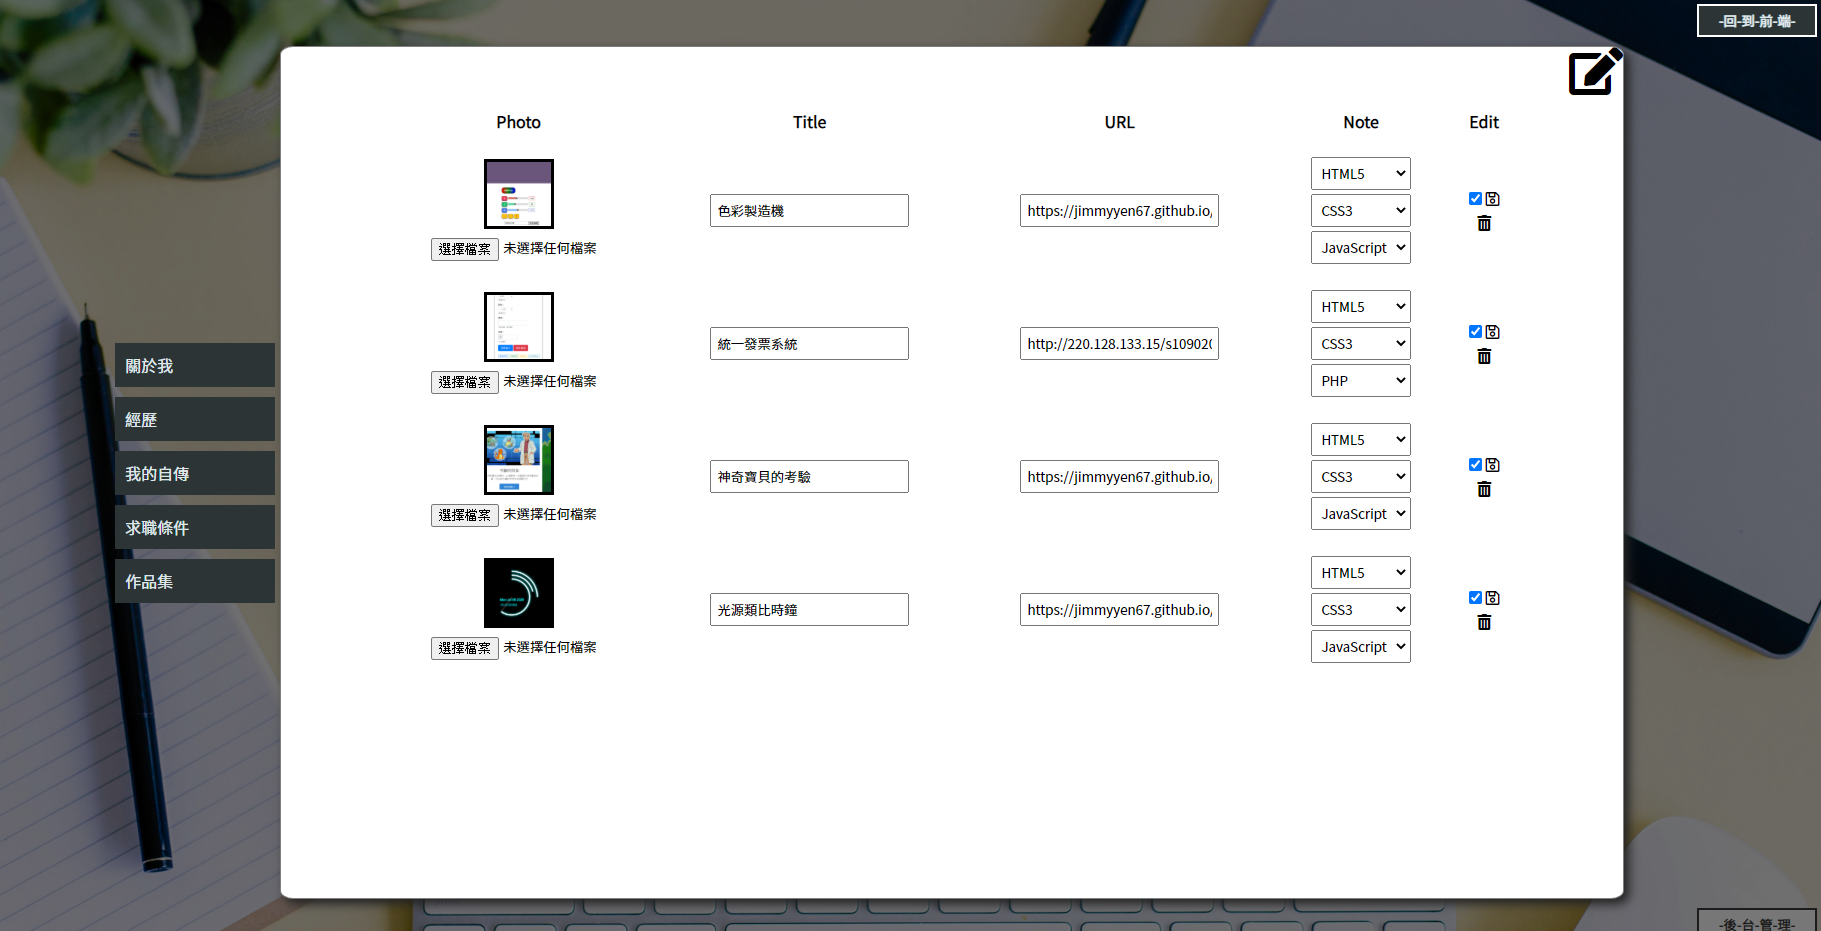 -回-到-前-端-
Photo Title URL Note Edit
HTML5
色彩製造機 https://jimmyyen67.github.io, CSS3
選擇檔案 未選擇任何檔案 JavaScript
HTML5
統一發票系統 http://220.128.133.15/s10902( CSS3
選擇檔案 未選擇任何檔案 PHP
HTML5
神奇寶貝的考驗 https://jimmyyen67.github.io, CSS3
選擇檔案 未選擇任何檔案 JavaScript
HTML5
光源類比時鐘 https://jimmyyen67.github.io, CSS3
選擇檔案 未選擇任何檔案 JavaScript
關於我
經歷
我的自傳
求職條件
作品集
-後-台-管-理-